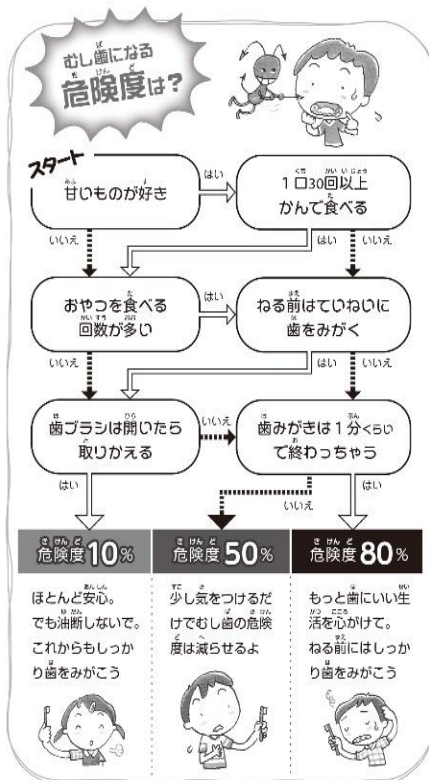 むし歯になる
危険度は？
スタート
甘いものが好き
はい
1口30回以上
かんで食べる
いいえ
はい
いいえ
おやつを食べる
回数が多い
はい
ねる前はていねいに
歯をみがく
いいえ
はい
いいえ
歯ブラシは開いたら
取りかえる
いいえ
歯みがきは1分くらい
で終わっちゃう
はい
いいえ
はい
危険度10%
ほとんど安心。
でも油断しないで。
これからもしっか
り歯をみがこう
危険度50%
少し気をつけるだ
けでむし歯の危険
度は減らせるよ
危険度80%
もっと歯にいい生
活を心がけて。
ねる前にはしっか
り歯をみがこう